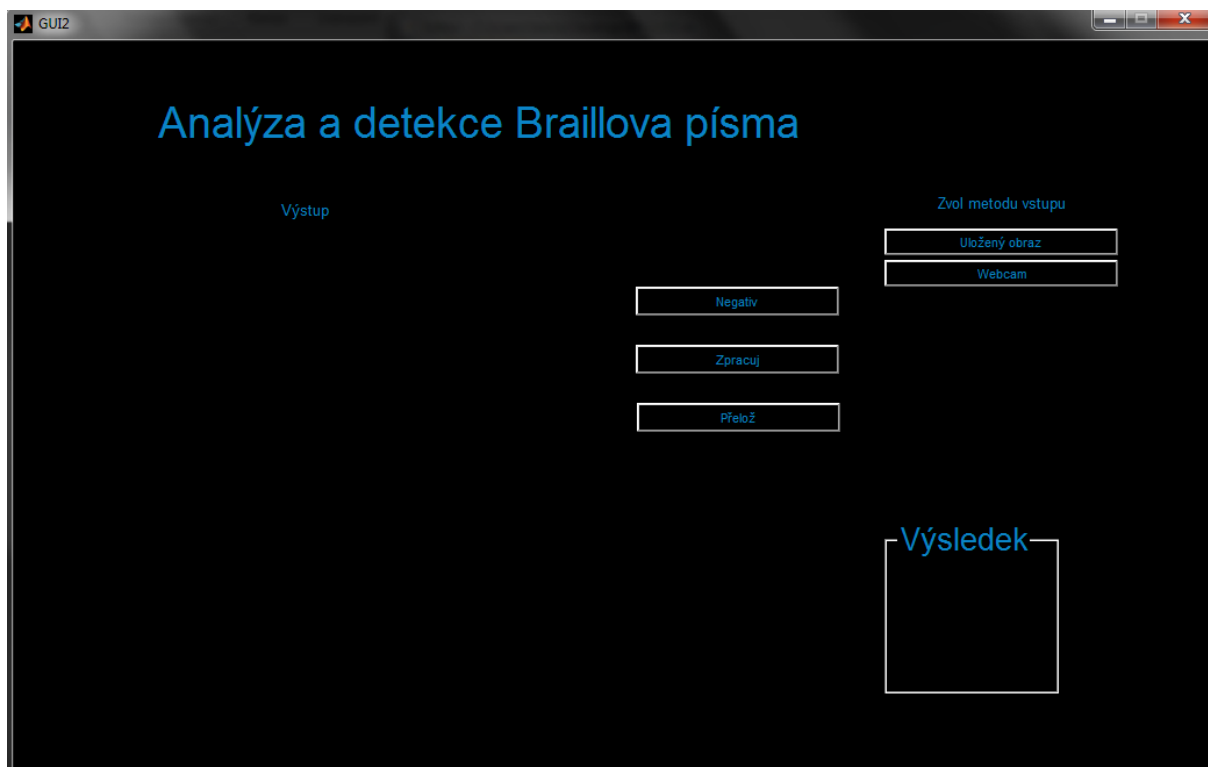 GUI2
Analýza a detekce Braillova písma
Výstup
Zvol metodu vstupu
Uložený obraz
Webcam
Negativ
Zpracuj
Přelož
Výsledek